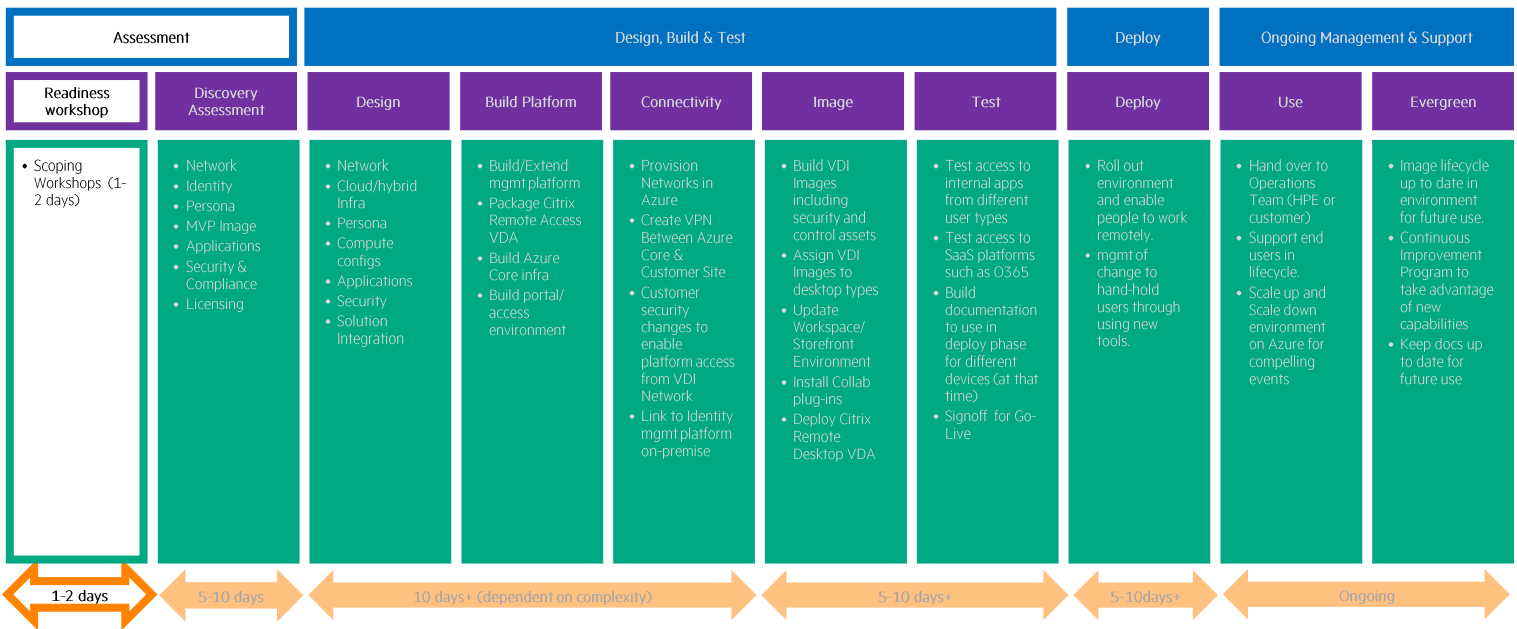 Assessment
Design, Build & Test
Deploy
Ongoing Management & Support
Readiness
workshop
Discovery
Assessment
Design
Build Platform
Connectivity
Image
Test
Deploy
Use
Evergreen
• Scoping
Workshops (1-
2 days)
• Network
• Identity
• Persona
• MVP Image
• Applications
• Security &
Compliance
• Licensing
• Network
• Cloud/hybrid
Infra
• Persona
• Compute
configs
• Applications
• Security
• Solution
Integration
• Build/Extend
mgmt platform
• Package Citrix
Remote Access
VDA
• Build Azure
Core infra
• Build portal/
access
environment
• Provision
Networks in
Azure
• Create VPN
Between Azure
Core &
Customer Site
• Customer
security
changes to
enable
platform access
from VDI
Network
• Link to Identity
mgmt platform
on-premise
• Build VDI
Images
including
security and
control assets
• Assign VDI
Images to
desktop types
• Update
Workspace/
Storefront
Environment
• Install Collab
plug-ins
• Deploy Citrix
Remote
Desktop VDA
• Test access to
internal apps
from different
user types
• Test access to
SaaS platforms
such as O365
• Build
documentation
to use in
deploy phase
for different
devices (at that
time)
• Signoff for Go-
Live
• Roll out
environment
and enable
people to work
remotely.
• mgmt of
change to
hand-hold
users through
using new
tools.
• Hand over to
Operations
Team (HPE or
customer)
• Support end
users in
lifecycle.
• Scale up and
Scale down
environment
on Azure for
compelling
events
• Image lifecycle
up to date in
environment
for future use.
• Continuous
Improvement
Program to
take advantage
of new
capabilities
• Keep docs up
to date for
future use
1-2 days
5-10 days
10 days+ (dependent on complexity)
5-10 days+
5-10days+
Ongoing